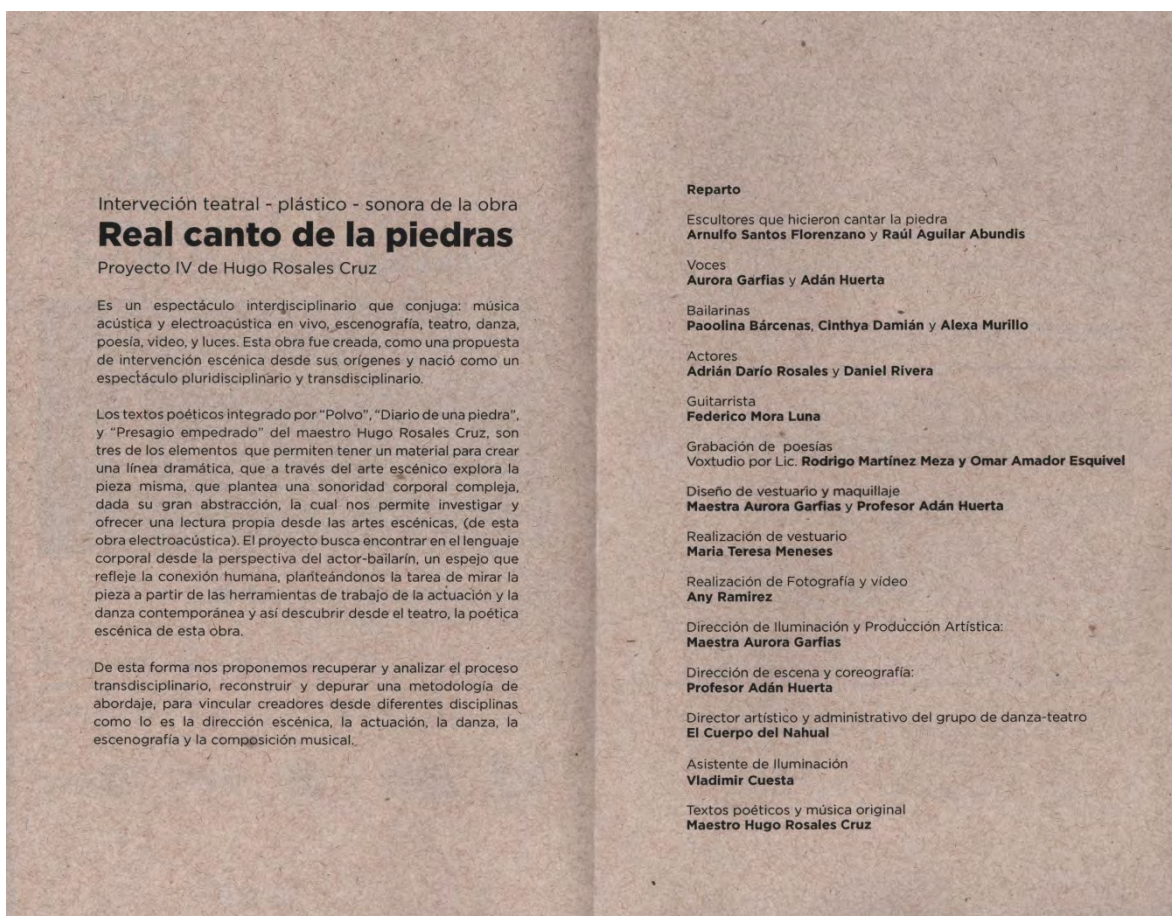 Interveción teatral - plástico - sonora de la obra
Real canto de la piedras
Proyecto IV de Hugo Rosales Cruz
Es un espectáculo interdisciplinario que conjuga: música
acústica y electroacústica en vivo, escenografía, teatro, danza,
poesía, video, y luces. Esta obra fue creada, como una propuesta
de intervención escénica desde sus orígenes y nació como un
espectáculo pluridisciplinario y transdisciplinario.
Los textos poéticos integrado por "Polvo", "Diario de una piedra",
y "Presagio empedrado" del maestro Hugo Rosales Cruz, son
tres de los elementos que permiten tener un material para crear
una línea dramática, que a través del arte escénico explora la
pieza misma, que plantea una sonoridad corporal compleja,
dada su gran abstracción, la cual nos permite investigar y
ofrecer una lectura propia desde las artes escénicas, (de esta
obra electroacústica). El proyecto busca encontrar en el lenguaje
corporal desde la perspectiva del actor-bailarín, un espejo que
refleje la conexión humana, planteándonos la tarea de mirar la
pieza a partir de las herramientas de trabajo de la actuación y la
danza contemporánea y así descubrir desde el teatro, la poética
escénica de esta obra.
De esta forma nos proponemos recuperar y analizar el proceso
transdisciplinario, reconstruir y depurar una metodología de
abordaje, para vincular creadores desde diferentes disciplinas
como lo es la dirección escénica, la actuación, la danza, la
escenografía y la composición musical.
Reparto
Escultores que hicieron cantar la piedra
Arnulfo Santos Florenzano y Raúl Aguilar Abundis
Voces
Aurora Garfias y Adán Huerta
Bailarinas
Paoolina Bárcenas, Cinthya Damián y Alexa Murillo
Actores
Adrián Darío Rosales y Daniel Rivera
Guitarrista
Federico Mora Luna
Grabación de poesías
Voxtudio por Lic. Rodrigo Martínez Meza y Omar Amador Esquivel
Diseño de vestuario y maquillaje
Maestra Aurora Garfias y Profesor Adán Huerta
Realización de vestuario
Maria Teresa Meneses
Realización de Fotografía y vídeo
Any Ramirez
Dirección de Iluminación y Producción Artística:
Maestra Aurora Garfias
Dirección de escena y coreografía:
Profesor Adán Huerta
Director artístico y administrativo del grupo de danza-teatro
El Cuerpo del Nahual
Asistente de Iluminación
Vladimir Cuesta
Textos poéticos y música original
Maestro Hugo Rosales Cruz